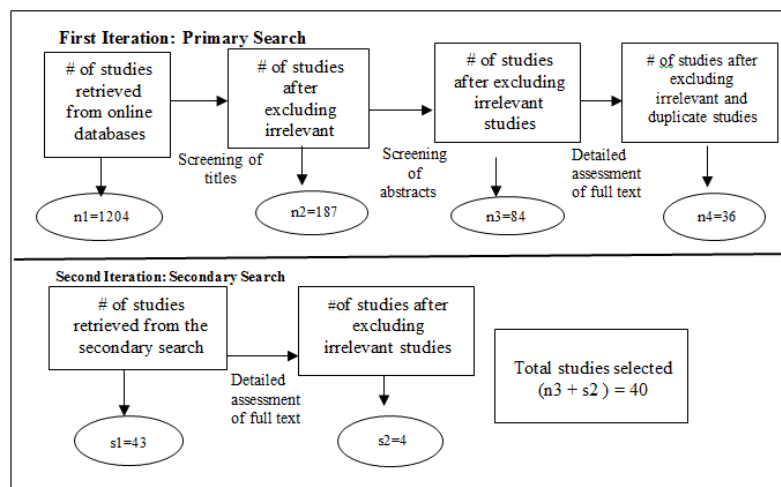 First Iteration: Primary Search
# of studies
retrieved
from online
databases
# of studies
after
excluding
irrelevant
# of studies
after excluding
irrelevant
studies
# of studies after
excluding
irrelevant and
duplicate studies
Screening of
titles
Screening
of
abstracts
Detailed
assessment
of full text
n1=1204
n2=187
n3=84
n4=36
Second Iteration: Secondary Search
# of studies
retrieved from the
secondary search
#of studies after
excluding
irrelevant studies
Detailed
assessment
of full text
s1=43
s2=4
Total studies selected
(n3 + s2 ) = 40